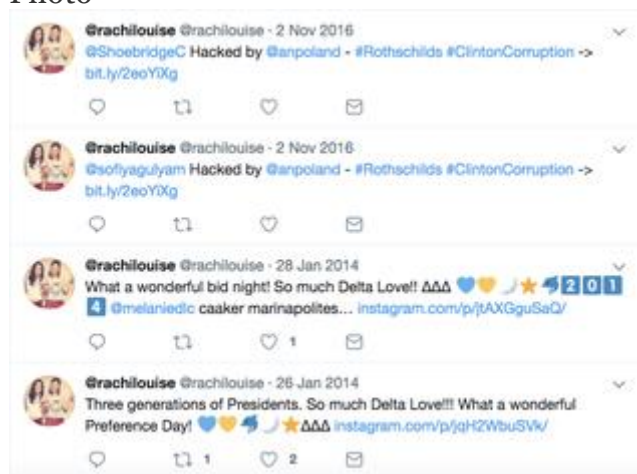 Photo
@rachilouise @rachilouise · 2 Nov 2016
@ShoebridgeC Hacked by @anpoland - #Rothschilds #ClintonCorruption ->
bit.ly/2eoYiXg
@rachilouise @rachilouise · 2 Nov 2016
@sofiyagulyam Hacked by @anpoland - #Rothschilds #ClintonCorruption ->
bit.ly/2eoYiXg
@rachilouise @rachilouise · 28 Jan 2014
What a wonderful bid night! So much Delta Love!! ΔΔΔ 💙💛🌙⭐🐬2️⃣0️⃣1️⃣
4️⃣ @melaniedlc caaker marinapolites... instagram.com/p/jtAXGguSaQ/
1
@rachilouise @rachilouise · 26 Jan 2014
Three generations of Presidents. So much Delta Love!!! What a wonderful
Preference Day! 💙💛🐬🌙⭐ΔΔΔ instagram.com/p/jqH2WbuSVk/
1 2